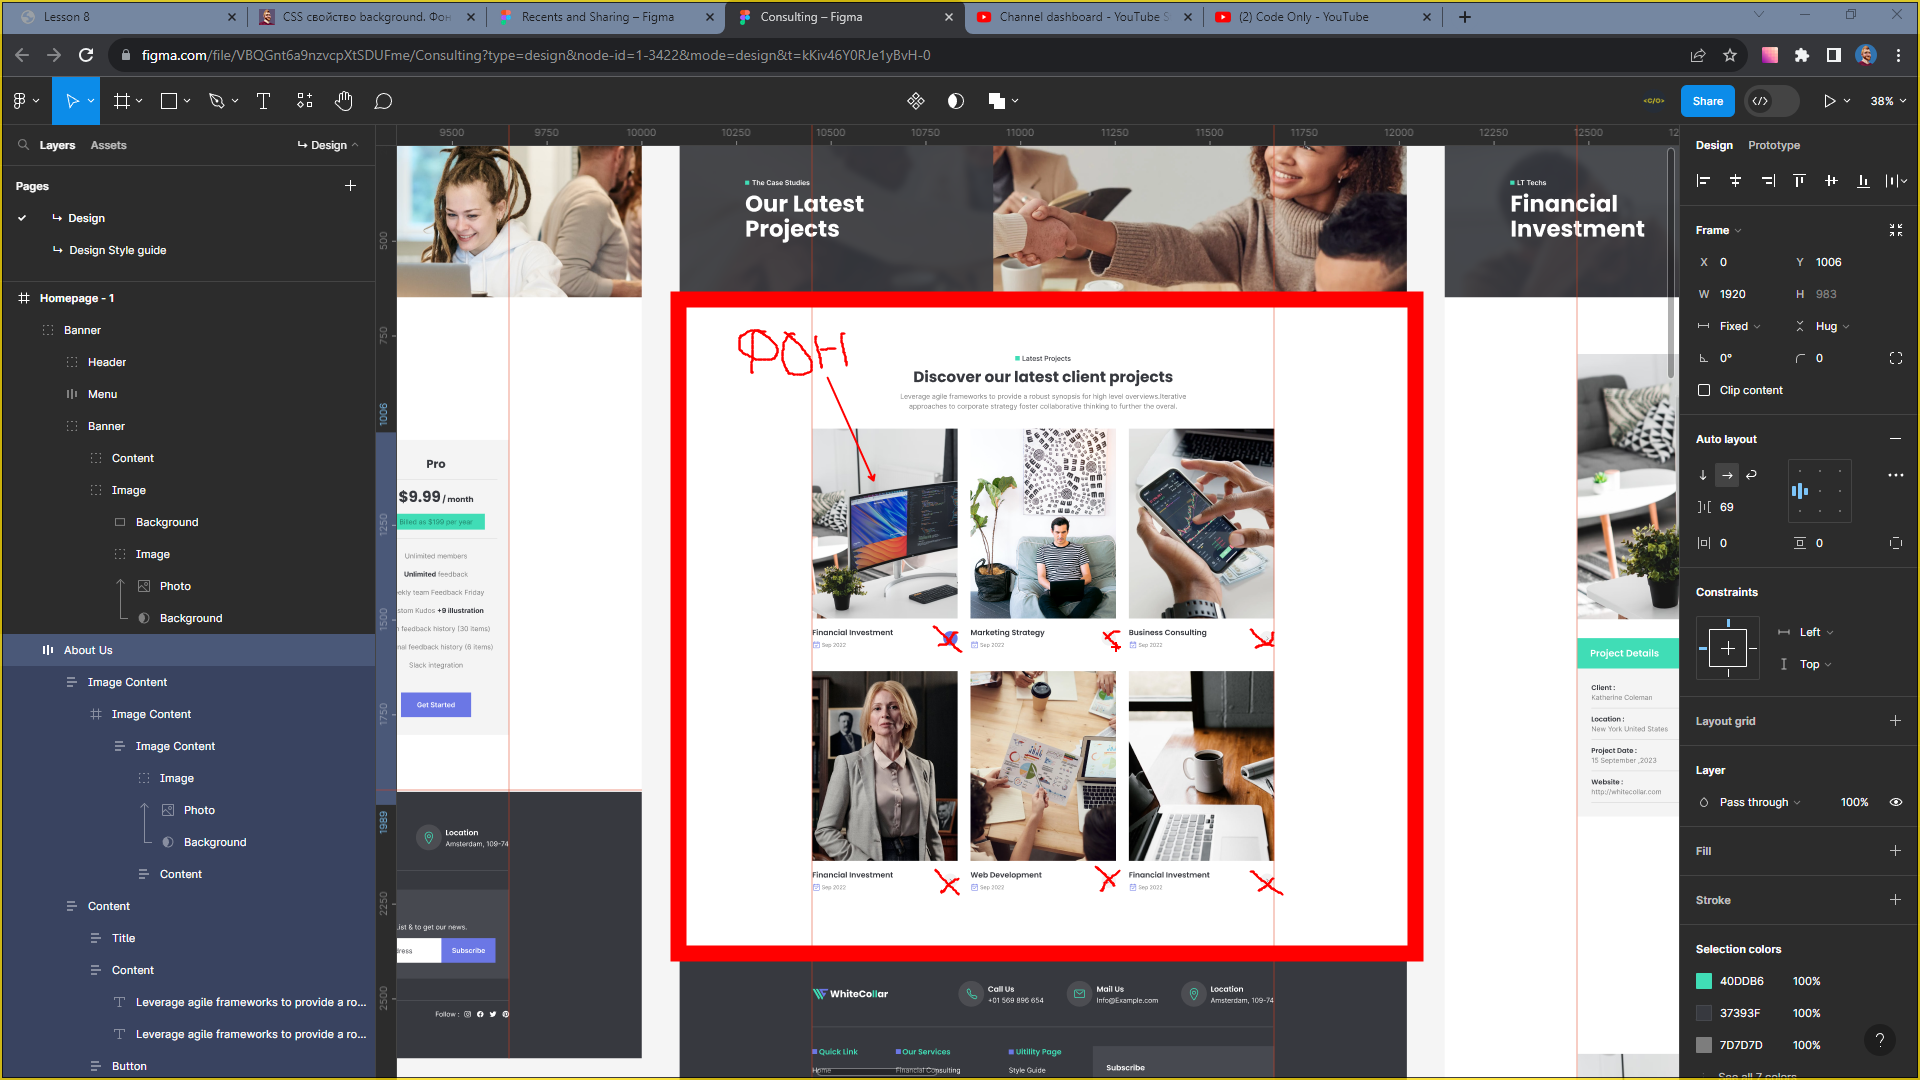 Lesson 8
CSS свойство background. Фон
Recents and Sharing – Figma
Consulting – Figma
Channel dashboard - YouTube S
(2) Code Only - YouTube
figma.com/file/VBQGnt6a9nzvcpXtSDUFme/Consulting?type=design&node-id=1-3422&mode=design&t=kKiv46Y0RJe1yBvH-0
Share
38%
Layers
Assets
Design
Pages
Design
Design Style guide
Homepage - 1
Banner
Header
Menu
Banner
Content
Image
Background
Image
Photo
Background
About Us
Image Content
Image Content
Image Content
Image
Photo
Background
Content
Content
Title
Content
Leverage agile frameworks to provide a ro...
Leverage agile frameworks to provide a ro...
Button
9500 9750 10000 10250 10500 10750 11000 11250 11500 11750 12000 12250 12500
500
750
1006
1250
1500
1750
1989
2250
2500
Pro
$9.99 / month
Billed as $199 per year
Unlimited members
Unlimited feedback
ekly team Feedback Friday
stom Kudos +9 illustration
feedback history (30 items)
nal feedback history (6 items)
Slack integration
Get Started
Location
Amsterdam, 109-74
List & to get our news.
dress
Subscribe
Follow :
The Case Studies
Our Latest
Projects
ФОН
Latest Projects
Discover our latest client projects
Leverage agile frameworks to provide a robust synopsis for high level overviews.Iterative
approaches to corporate strategy foster collaborative thinking to further the overal.
Financial Investment
Sep 2022
Marketing Strategy
Sep 2022
Business Consulting
Sep 2022
Financial Investment
Sep 2022
Web Development
Sep 2022
Financial Investment
Sep 2022
WhiteCollar
Call Us
+01 569 896 654
Mail Us
Info@Example.com
Location
Amsterdam, 109-74
Quick Link
Our Services
Uitility Page
Home
Financial Consulting
Style Guide
Subscribe
LT Techs
Financial
Investment
Project Details
Client :
Katherine Coleman
Location :
New York United States
Project Date :
15 September ,2023
Website :
http://whitecollar.com
Design
Prototype
Frame
X 0
Y 1006
W 1920
H 983
Fixed
Hug
0°
0
Clip content
Auto layout
69
0
0
Constraints
Left
Top
Layout grid
Layer
Pass through
100%
Fill
Stroke
Selection colors
40DDB6 100%
37393F 100%
7D7D7D 100%
See all 7 colors
?